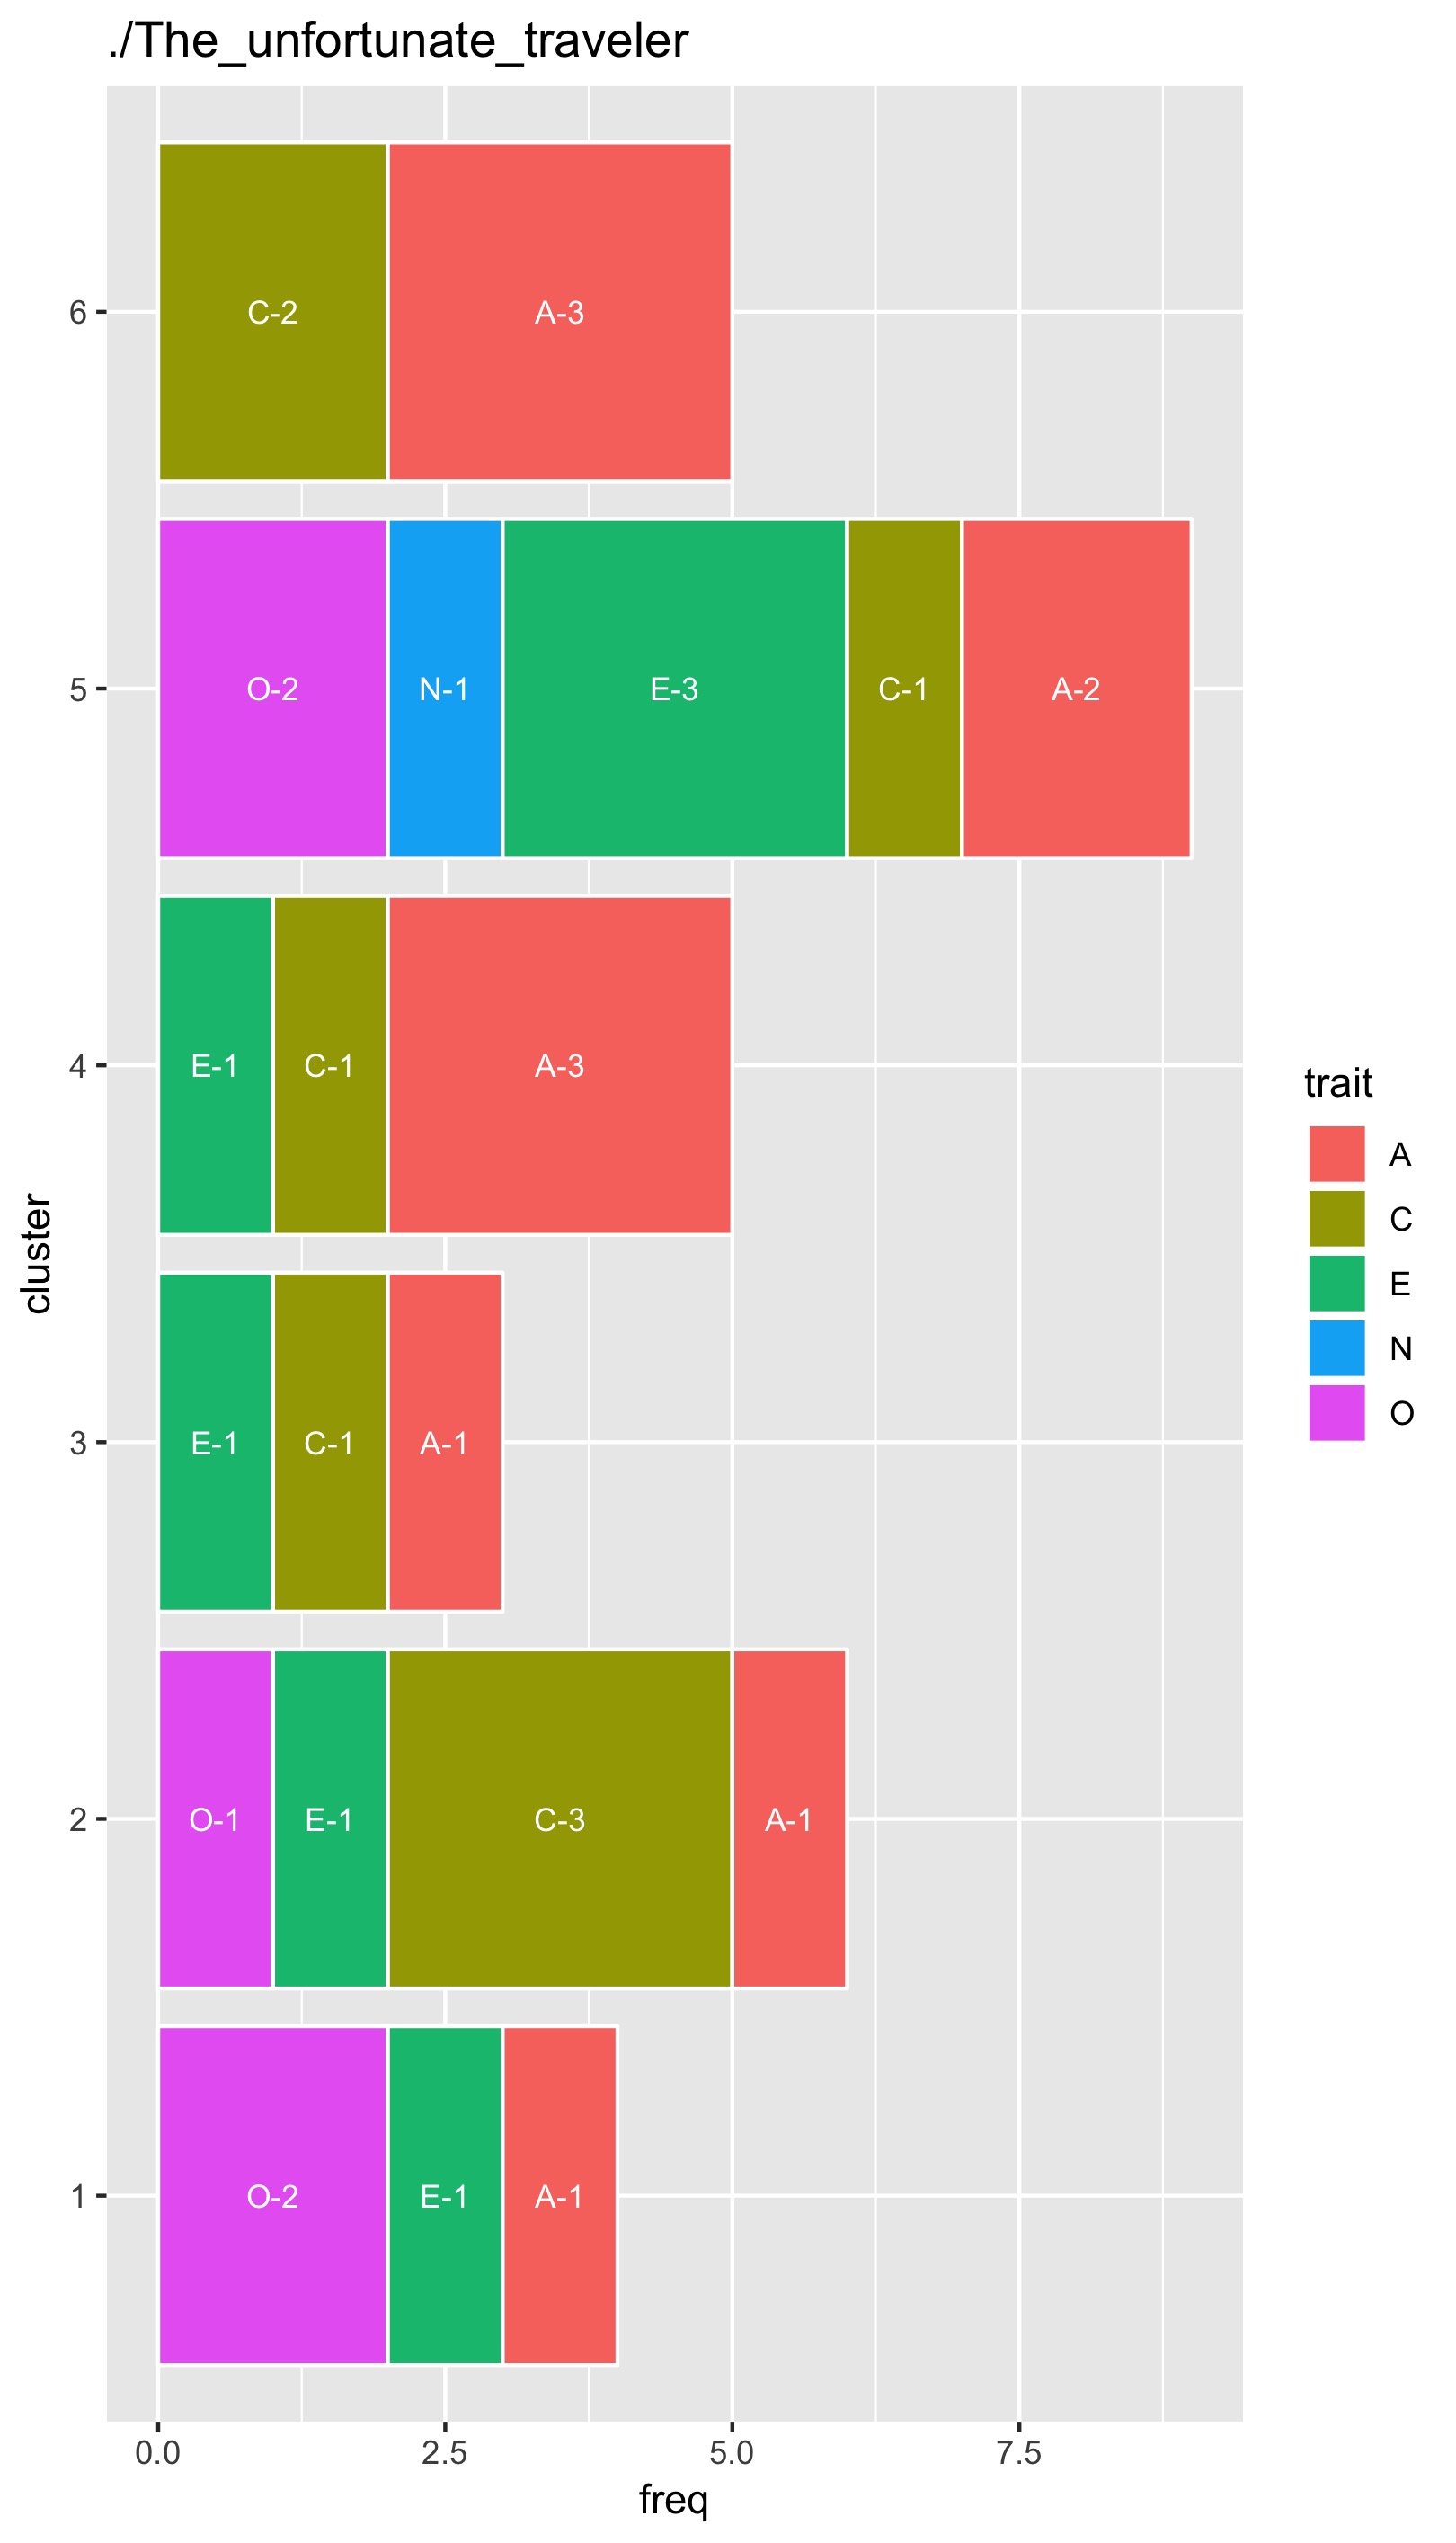 ./The_unfortunate_traveler
6
C-2 A-3
5
O-2 N-1 E-3 C-1 A-2
4
E-1 C-1 A-3
3
E-1 C-1 A-1
2
O-1 E-1 C-3 A-1
1
O-2 E-1 A-1
0.0 2.5 5.0 7.5
freq
cluster
trait
A
C
E
N
O